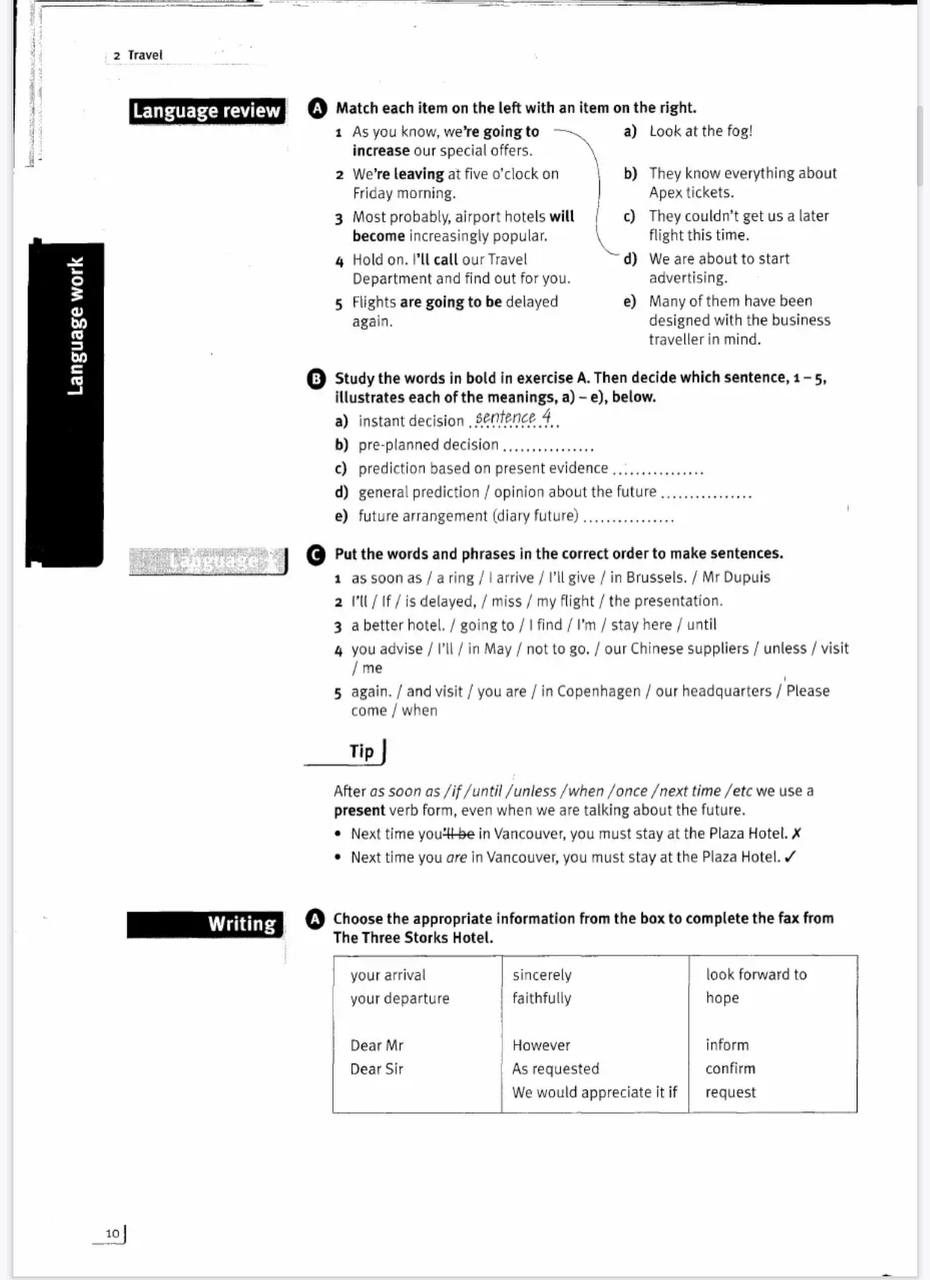 2 Travel
Language review
A Match each item on the left with an item on the right.
1 As you know, we're going to
increase our special offers.
2 We're leaving at five o'clock on
Friday morning.
3 Most probably, airport hotels will
become increasingly popular.
4 Hold on. I'll call our Travel
Department and find out for you.
5 Flights are going to be delayed
again.
a) Look at the fog!
b) They know everything about
Apex tickets.
c) They couldn't get us a later
flight this time.
d) We are about to start
advertising.
e) Many of them have been
designed with the business
traveller in mind.
Language work
B Study the words in bold in exercise A. Then decide which sentence, 1 – 5,
illustrates each of the meanings, a) – e), below.
a) instant decision sentence 4
b) pre-planned decision ................
c) prediction based on present evidence ................
d) general prediction / opinion about the future ................
e) future arrangement (diary future) ................
Language +
C Put the words and phrases in the correct order to make sentences.
1 as soon as / a ring / I arrive / I'll give / in Brussels. / Mr Dupuis
2 I'll / If / is delayed, / miss / my flight / the presentation.
3 a better hotel. / going to / I find / I'm / stay here / until
4 you advise / I'll / in May / not to go. / our Chinese suppliers / unless / visit
/ me
5 again. / and visit / you are / in Copenhagen / our headquarters / Please
come / when
Tip
After as soon as /if /until /unless /when /once /next time /etc we use a
present verb form, even when we are talking about the future.
• Next time you'll be in Vancouver, you must stay at the Plaza Hotel. ✗
• Next time you are in Vancouver, you must stay at the Plaza Hotel. ✓
Writing
A Choose the appropriate information from the box to complete the fax from
The Three Storks Hotel.
your arrival sincerely look forward to
your departure faithfully hope
Dear Mr However inform
Dear Sir As requested confirm
We would appreciate it if request
10